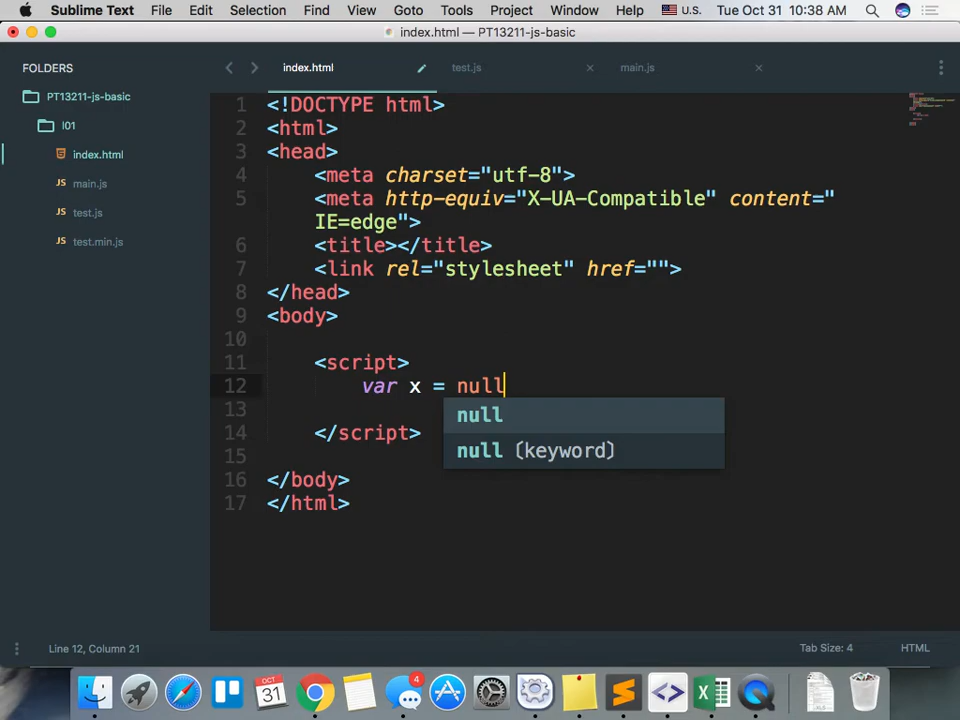 Sublime Text File Edit Selection Find View Goto Tools Project Window Help U.S. Tue Oct 31 10:38 AM
index.html — PT13211-js-basic
FOLDERS
PT13211-js-basic
l01
index.html
main.js
test.js
test.min.js
index.html test.js main.js
1 <!DOCTYPE html>
2 <html>
3 <head>
4 <meta charset="utf-8">
5 <meta http-equiv="X-UA-Compatible" content="
IE=edge">
6 <title></title>
7 <link rel="stylesheet" href="">
8 </head>
9 <body>
10
11 <script>
12 var x = null
null
13
null (keyword)
14 </script>
15
16 </body>
17 </html>
Line 12, Column 21 Tab Size: 4 HTML
OCT
31
4